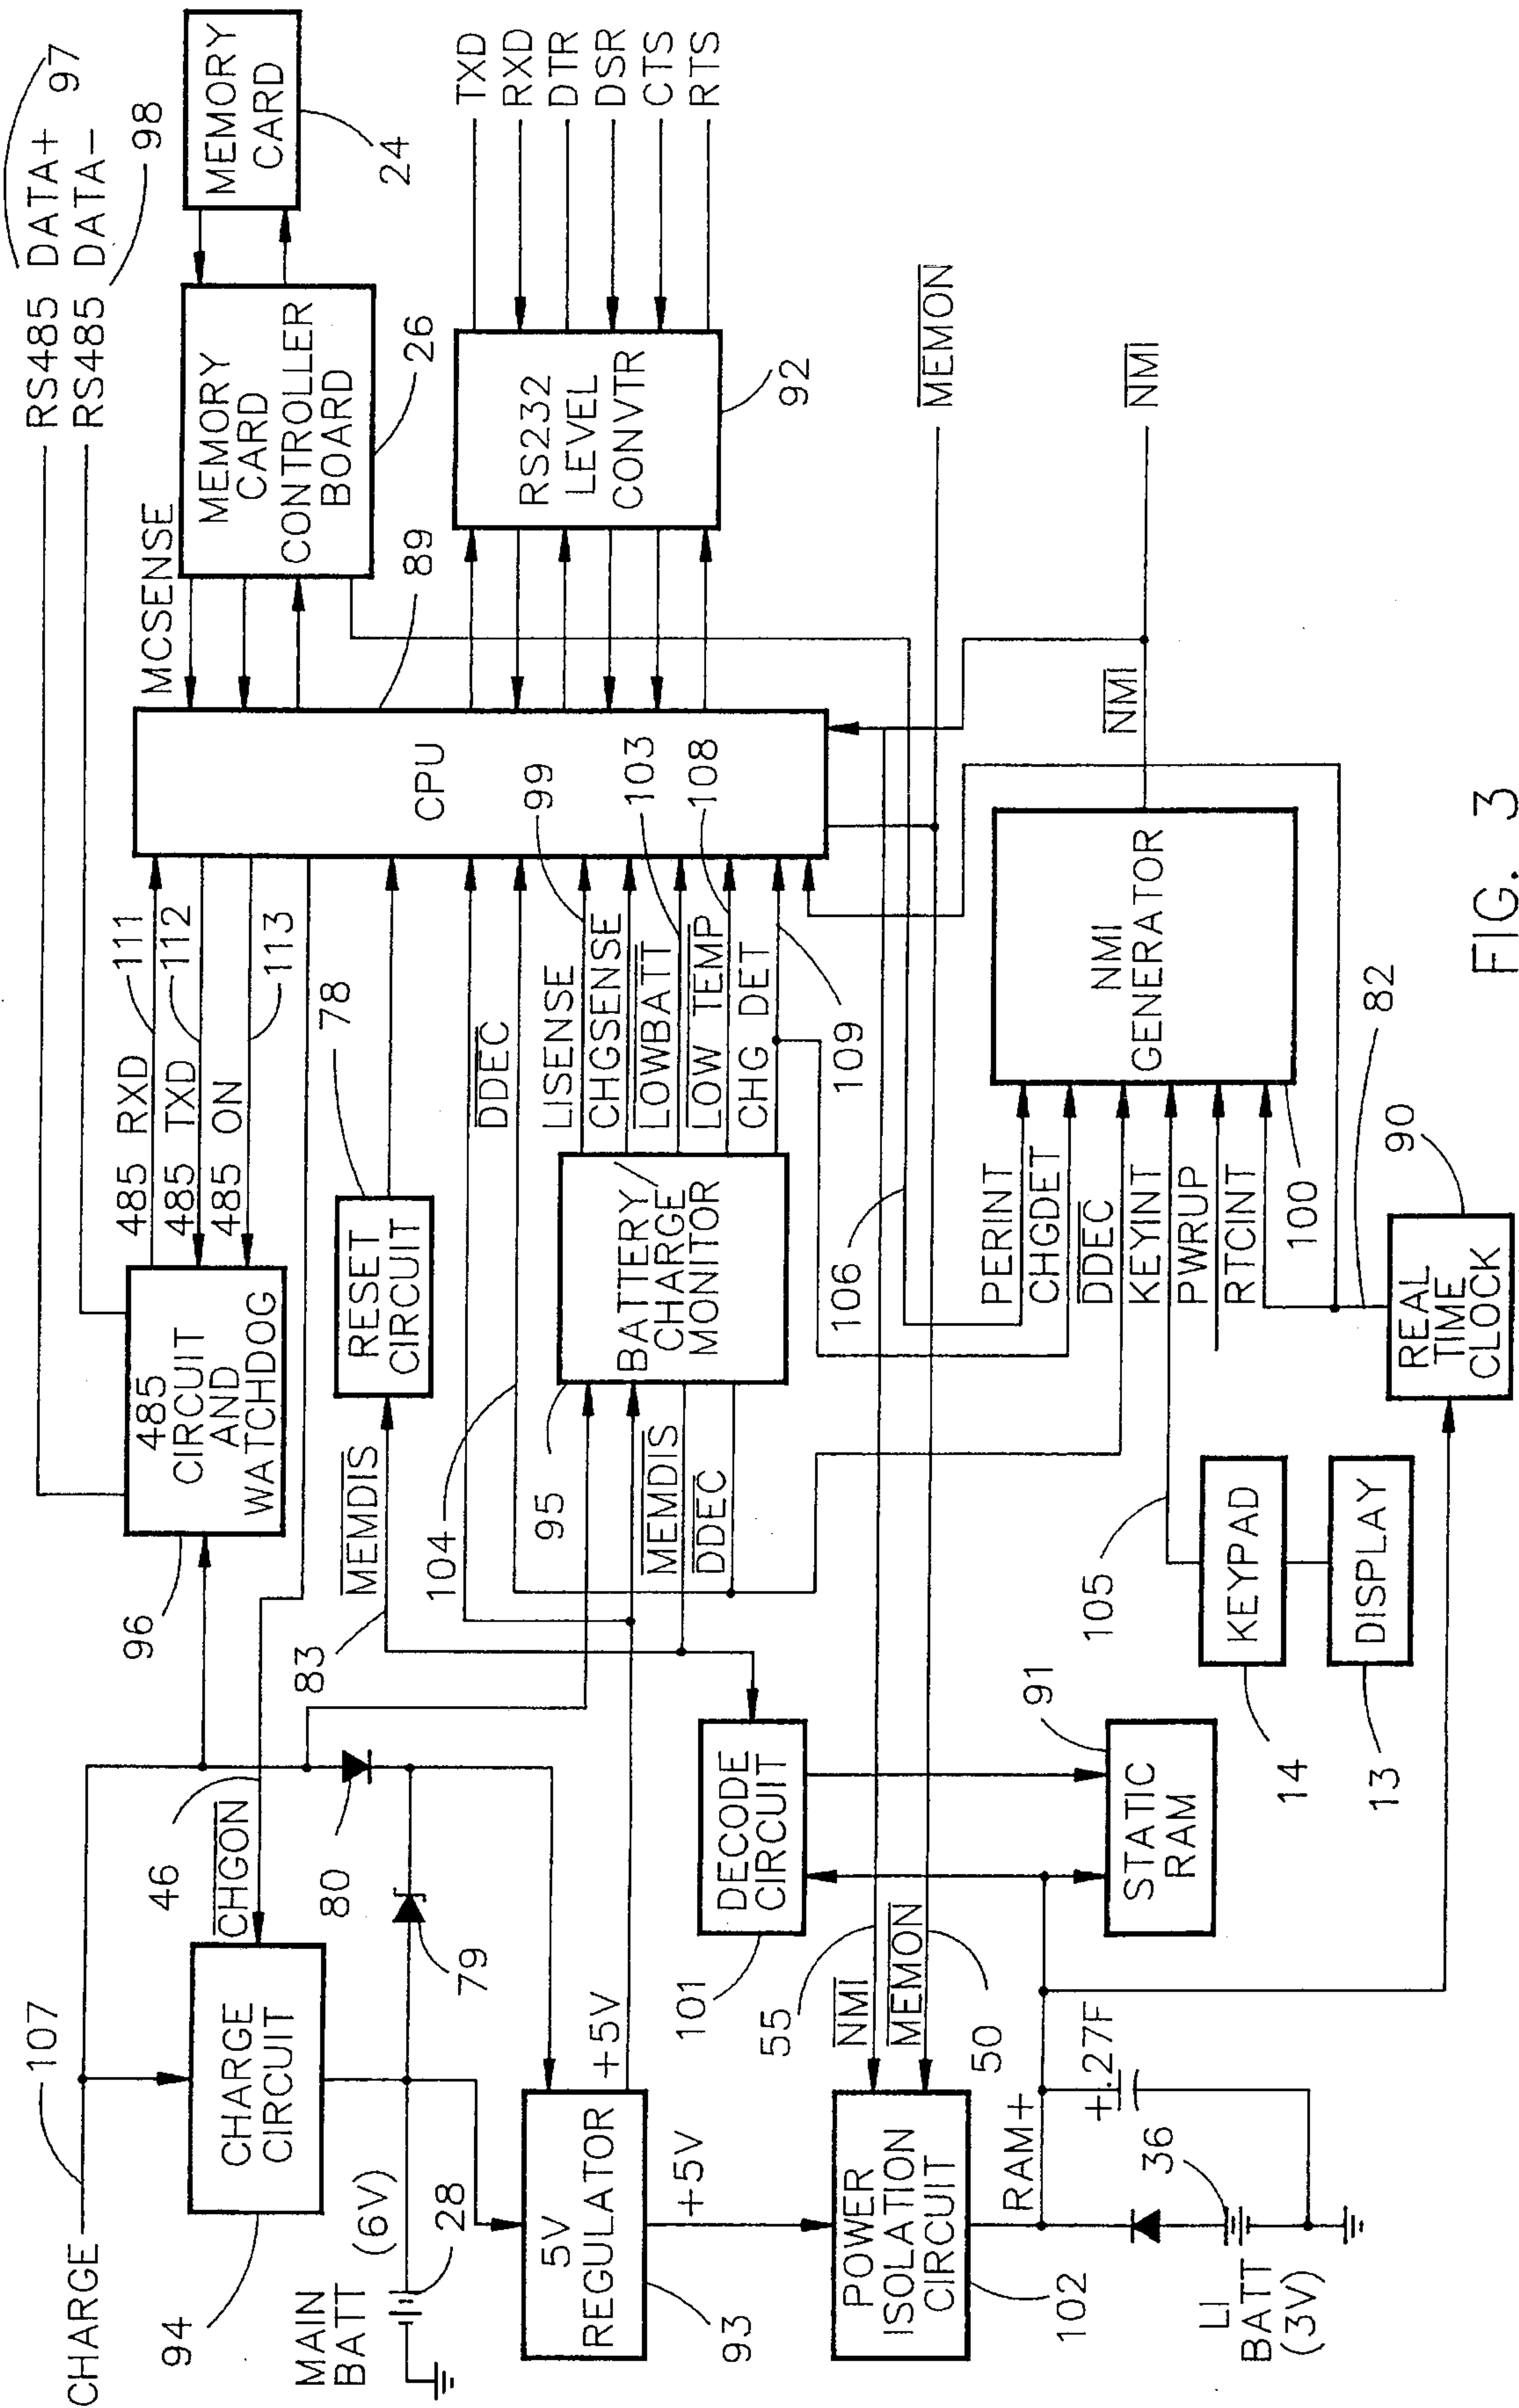 CHARGE
107
94
CHARGE
CIRCUIT
46
CHGON
MAIN
BATT
(6V)
28
79
80
5V
REGULATOR
93
+5V
+5V
POWER
ISOLATION
CIRCUIT
102
NMI
MEMON
55
50
RAM+
+
.27F
36
LI
BATT
(3V)
RS485 DATA+
97
RS485 DATA-
98
485
CIRCUIT
AND
WATCHDOG
96
485 RXD
111
485 TXD
112
485 ON
113
MEMDIS
83
RESET
CIRCUIT
78
104
DDEC
BATTERY/
CHARGE
MONITOR
95
MEMDIS
DDEC
LISENSE
99
CHGSENSE
LOWBATT
103
LOW TEMP
108
CHG DET
109
DECODE
CIRCUIT
101
STATIC
RAM
91
106
CPU
89
MCSENSE
MEMORY
CARD
CONTROLLER
BOARD
26
MEMORY
CARD
24
RS232
LEVEL
CONVTR
92
TXD
RXD
DTR
DSR
CTS
RTS
MEMON
NMI
NMI
NMI
GENERATOR
100
PERINT
CHGDET
DDEC
KEYINT
PWRUP
RTCINT
105
KEYPAD
14
DISPLAY
13
REAL
TIME
CLOCK
90
82
FIG. 3